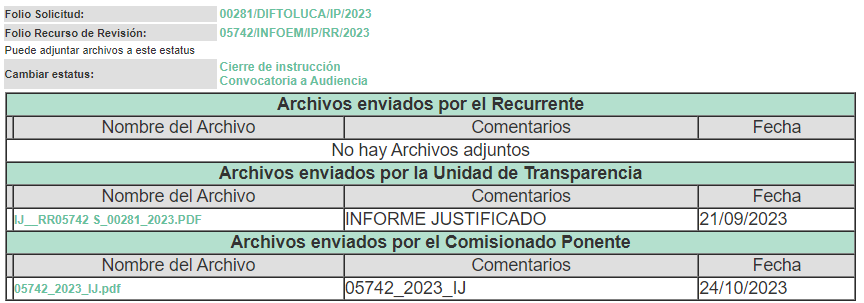 Folio Solicitud: 00281/DIFTOLUCA/IP/2023
Folio Recurso de Revisión: 05742/INFOEM/IP/RR/2023
Puede adjuntar archivos a este estatus
Cambiar estatus: Cierre de instrucción
Convocatoria a Audiencia
Archivos enviados por el Recurrente
Nombre del Archivo Comentarios Fecha
No hay Archivos adjuntos
Archivos enviados por la Unidad de Transparencia
Nombre del Archivo Comentarios Fecha
IJ__RR05742 S_00281_2023.PDF INFORME JUSTIFICADO 21/09/2023
Archivos enviados por el Comisionado Ponente
Nombre del Archivo Comentarios Fecha
05742_2023_IJ.pdf 05742_2023_IJ 24/10/2023